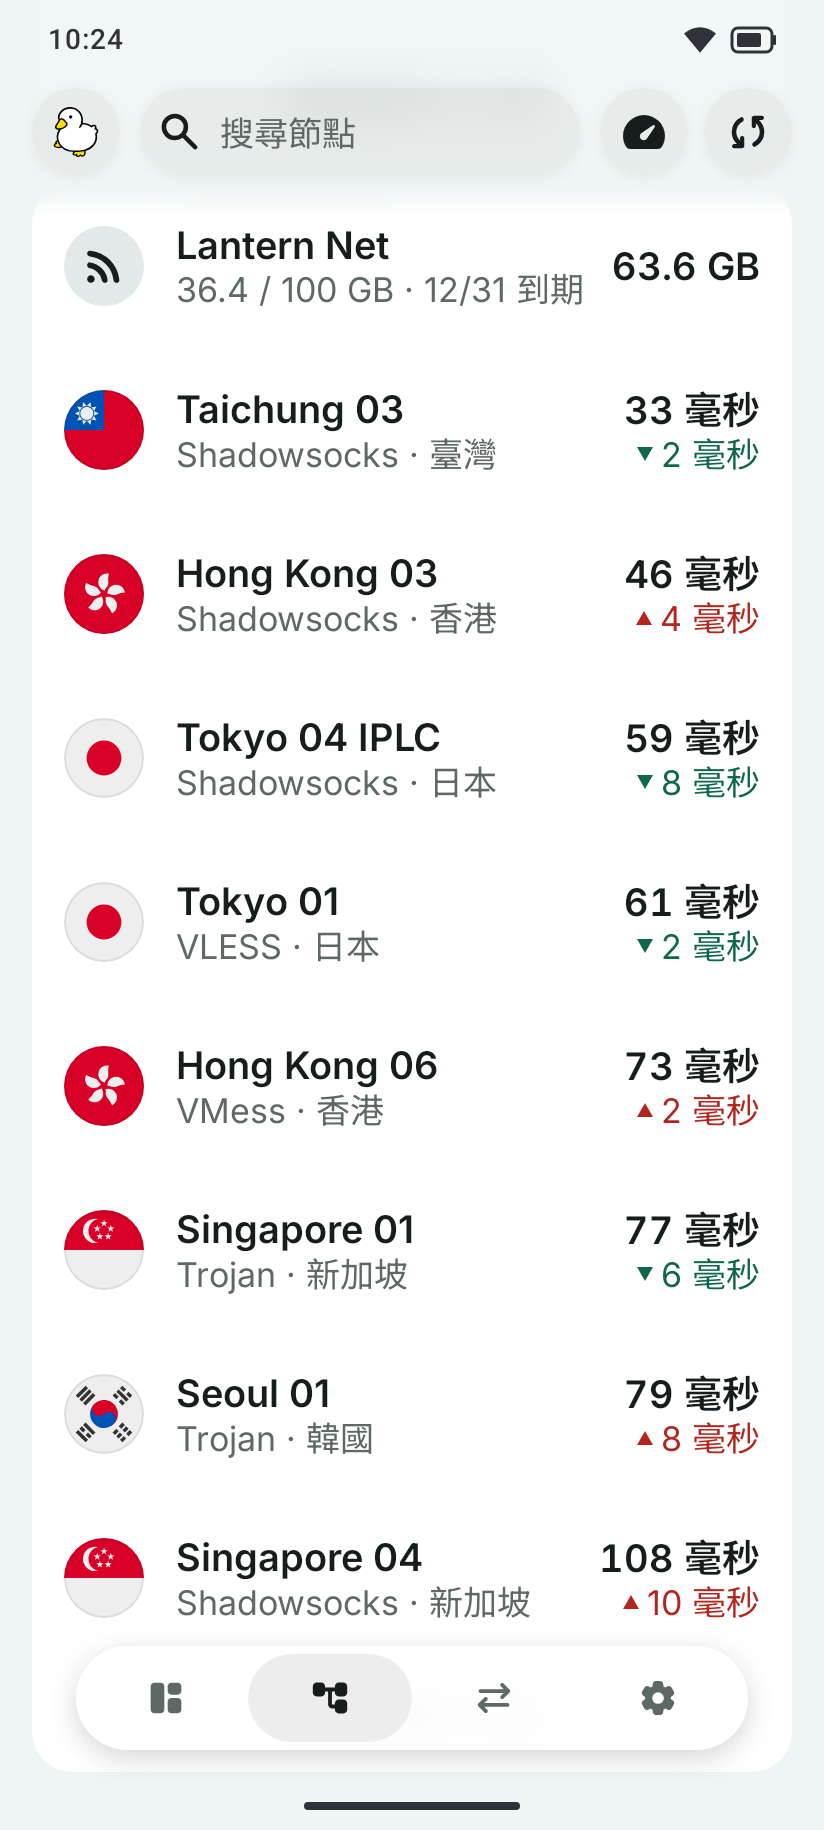 10:24
搜尋節點
Lantern Net
36.4 / 100 GB · 12/31 到期
63.6 GB
Taichung 03
Shadowsocks · 臺灣
33 毫秒
▼2 毫秒
Hong Kong 03
Shadowsocks · 香港
46 毫秒
▲4 毫秒
Tokyo 04 IPLC
Shadowsocks · 日本
59 毫秒
▼8 毫秒
Tokyo 01
VLESS · 日本
61 毫秒
▼2 毫秒
Hong Kong 06
VMess · 香港
73 毫秒
▲2 毫秒
Singapore 01
Trojan · 新加坡
77 毫秒
▼6 毫秒
Seoul 01
Trojan · 韓國
79 毫秒
▲8 毫秒
Singapore 04
Shadowsocks · 新加坡
108 毫秒
▲10 毫秒